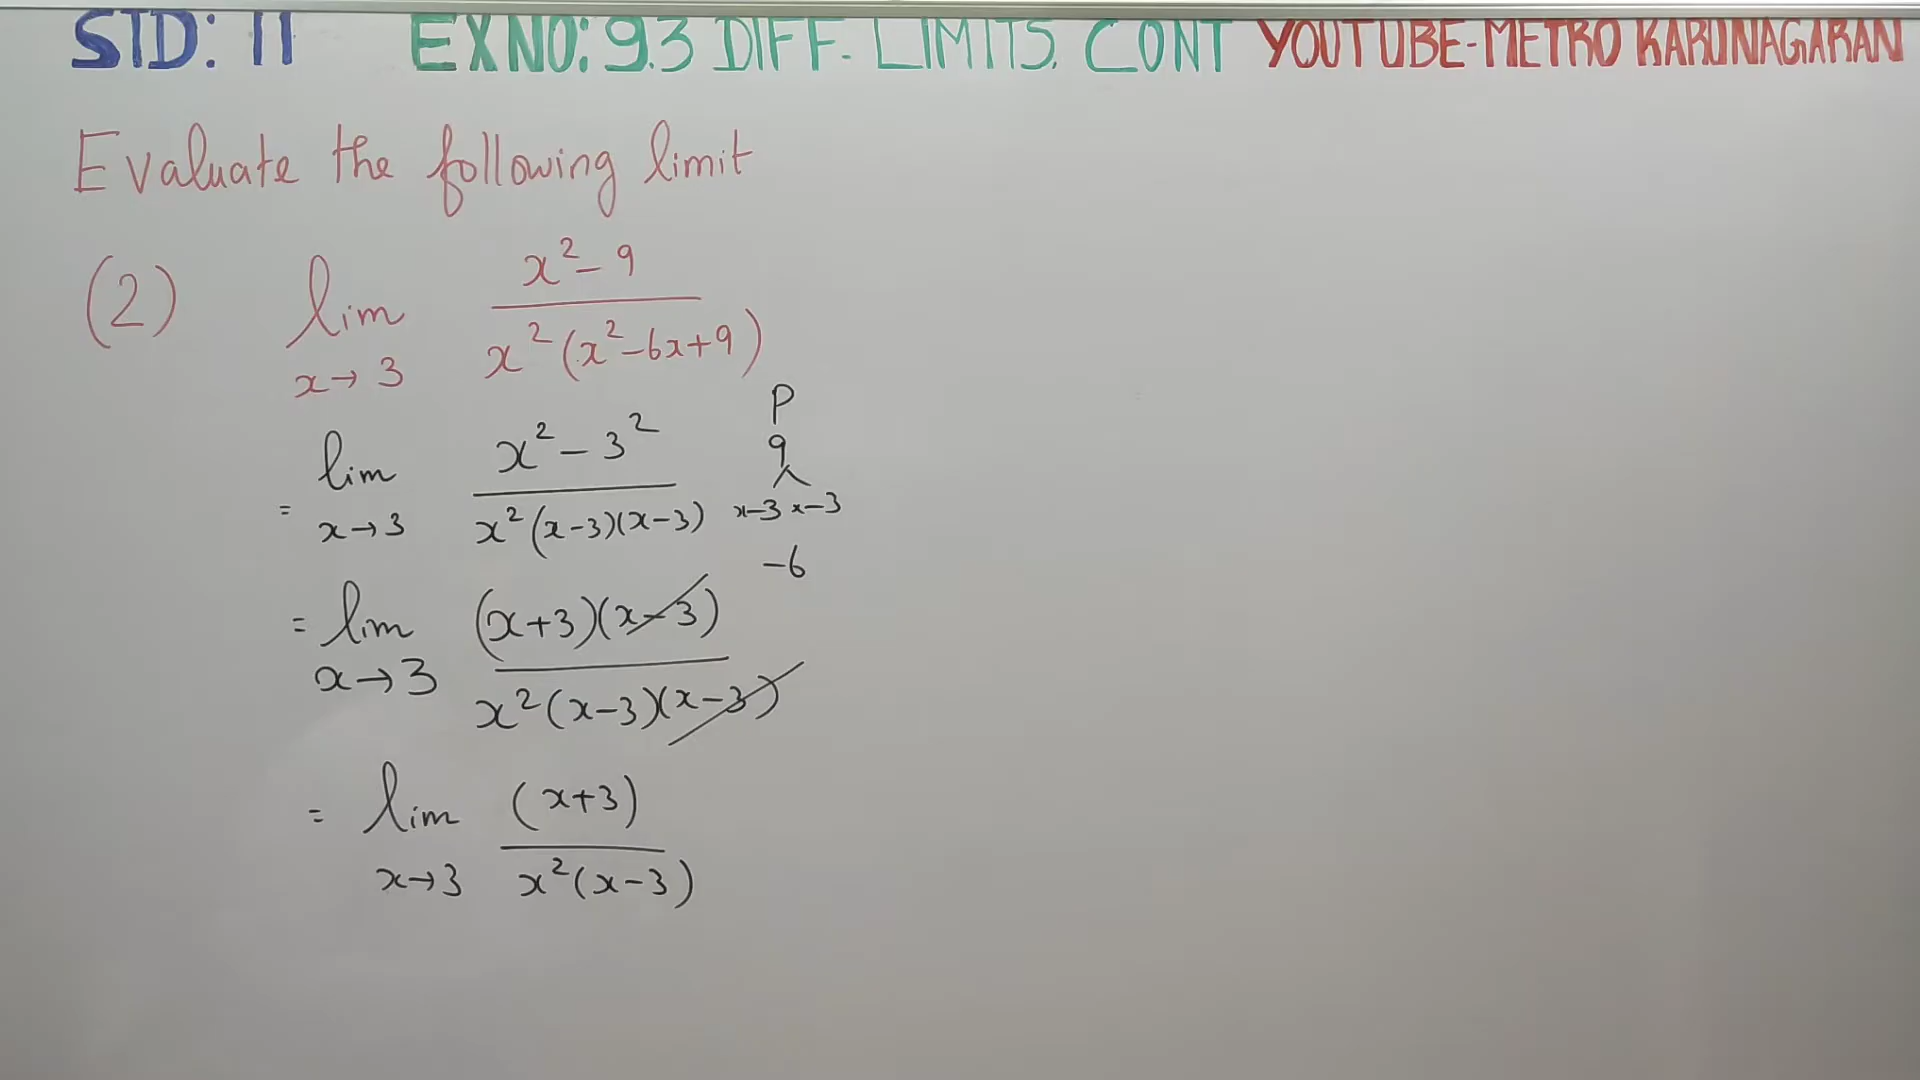 STD: 11 EXNO: 9.3 DIFF. LIMITS. CONT YOUTUBE-METRO KARUNAGARAN
Evaluate the following limit
(2) lim x→3 x²-9 / x²(x²-6x+9)
P
9
x-3 x-3
-6
= lim x→3 x²-3² / x²(x-3)(x-3)
= lim x→3 (x+3)(x-3) / x²(x-3)(x-3)
= lim x→3 (x+3) / x²(x-3)